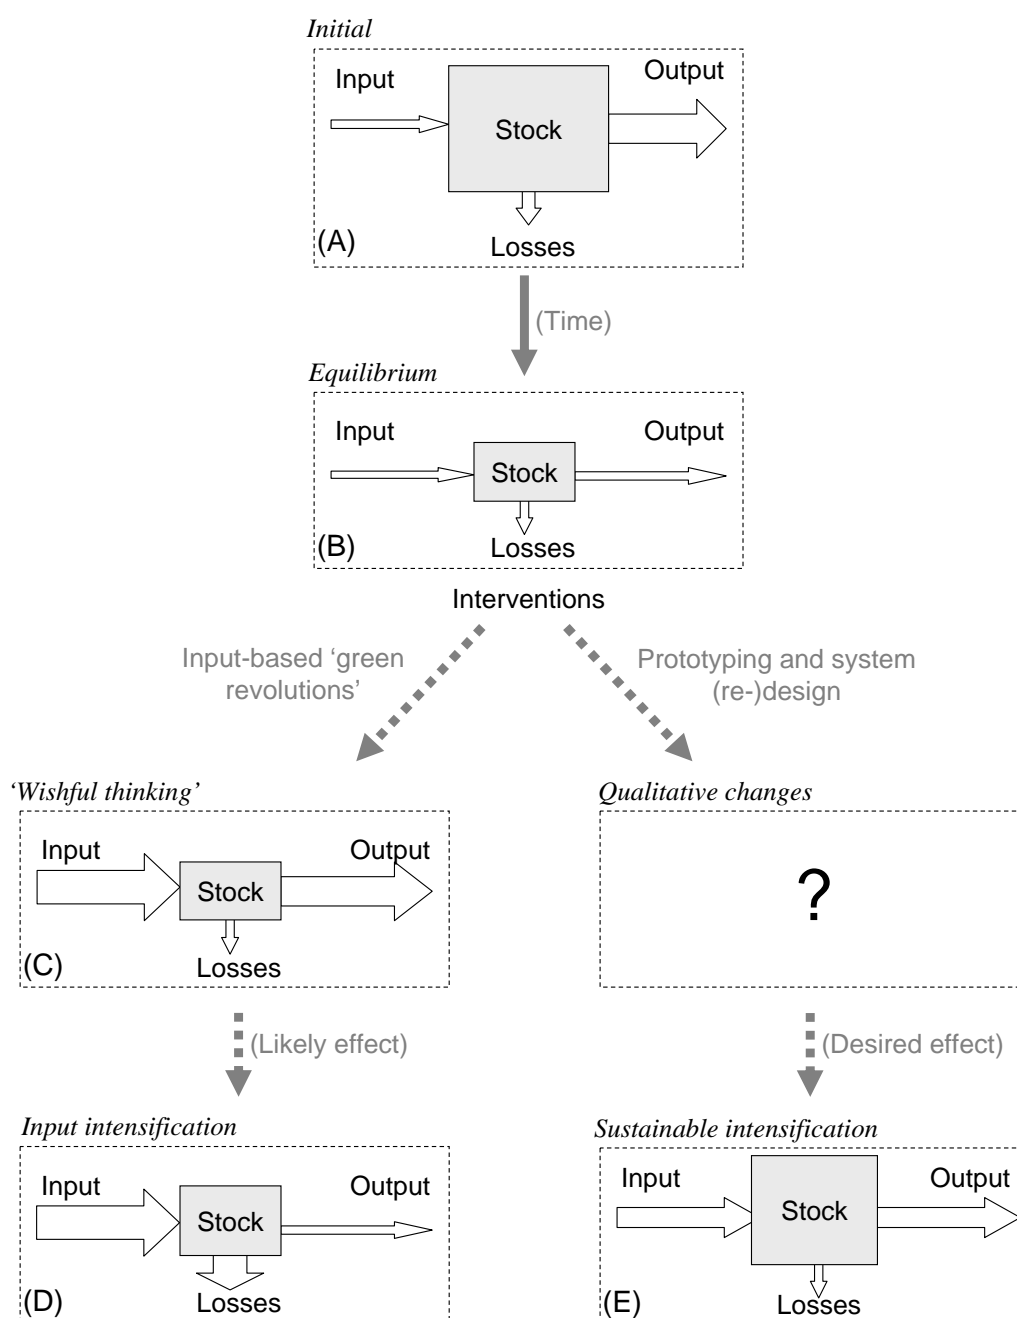 Initial
Input
Output
Stock
(A)
Losses
(Time)
Equilibrium
Input
Output
Stock
(B)
Losses
Interventions
Input-based ‘green
revolutions’
Prototyping and system
(re-)design
‘Wishful thinking’
Input
Output
Stock
(C)
Losses
Qualitative changes
?
(Likely effect)
(Desired effect)
Input intensification
Input
Output
Stock
(D)
Losses
Sustainable intensification
Input
Output
Stock
(E)
Losses